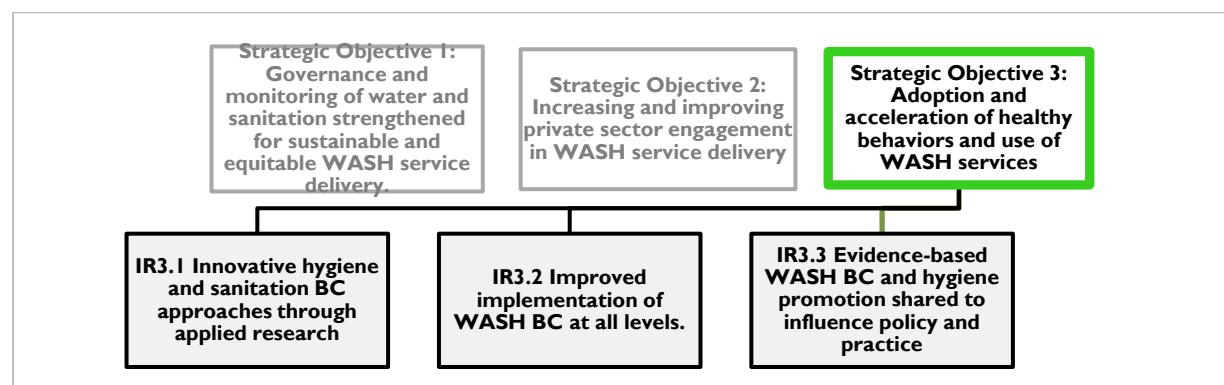 Strategic Objective 1:
Governance and
monitoring of water and
sanitation strengthened
for sustainable and
equitable WASH service
delivery.
Strategic Objective 2:
Increasing and improving
private sector engagement
in WASH service delivery
Strategic Objective 3:
Adoption and
acceleration of healthy
behaviors and use of
WASH services
IR3.1 Innovative hygiene
and sanitation BC
approaches through
applied research
IR3.2 Improved
implementation of
WASH BC at all levels.
IR3.3 Evidence-based
WASH BC and hygiene
promotion shared to
influence policy and
practice